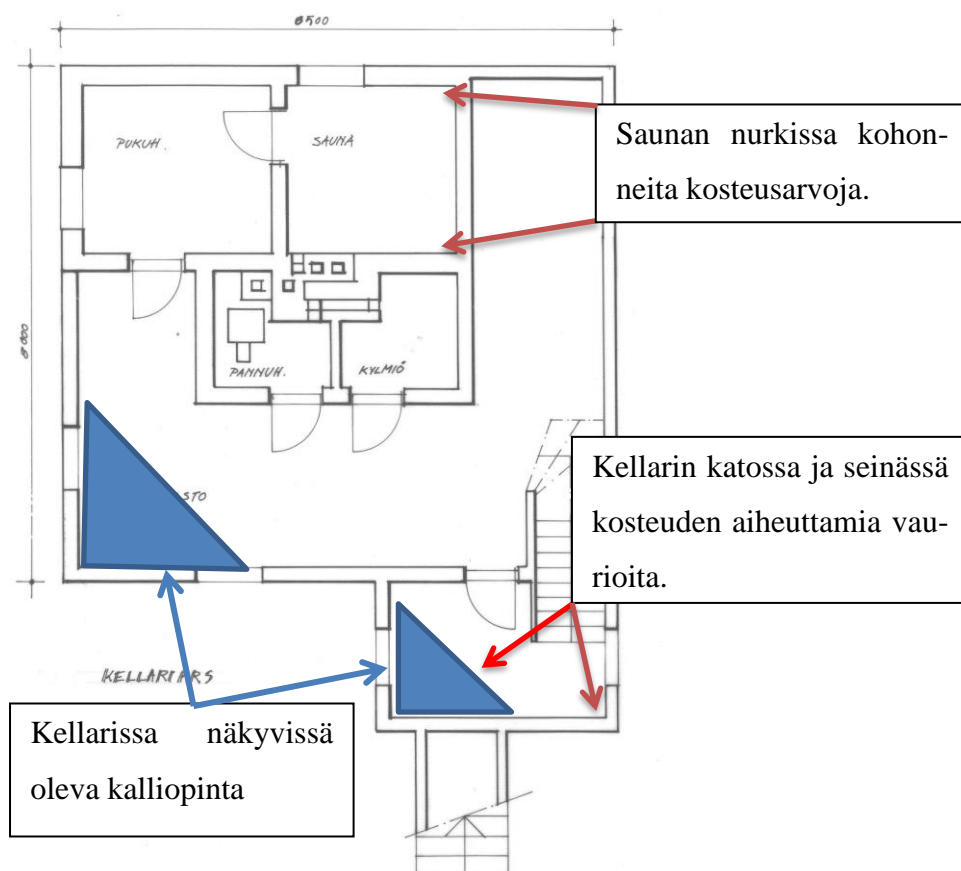 8500
PUKUH.
SAUNA
Saunan nurkissa kohon-
neita kosteusarvoja.
8000
PANNUH.
KYLMIÖ
STO
Kellarin katossa ja seinässä
kosteuden aiheuttamia vau-
rioita.
KELLARIKRS
Kellarissa näkyvissä
oleva kalliopinta